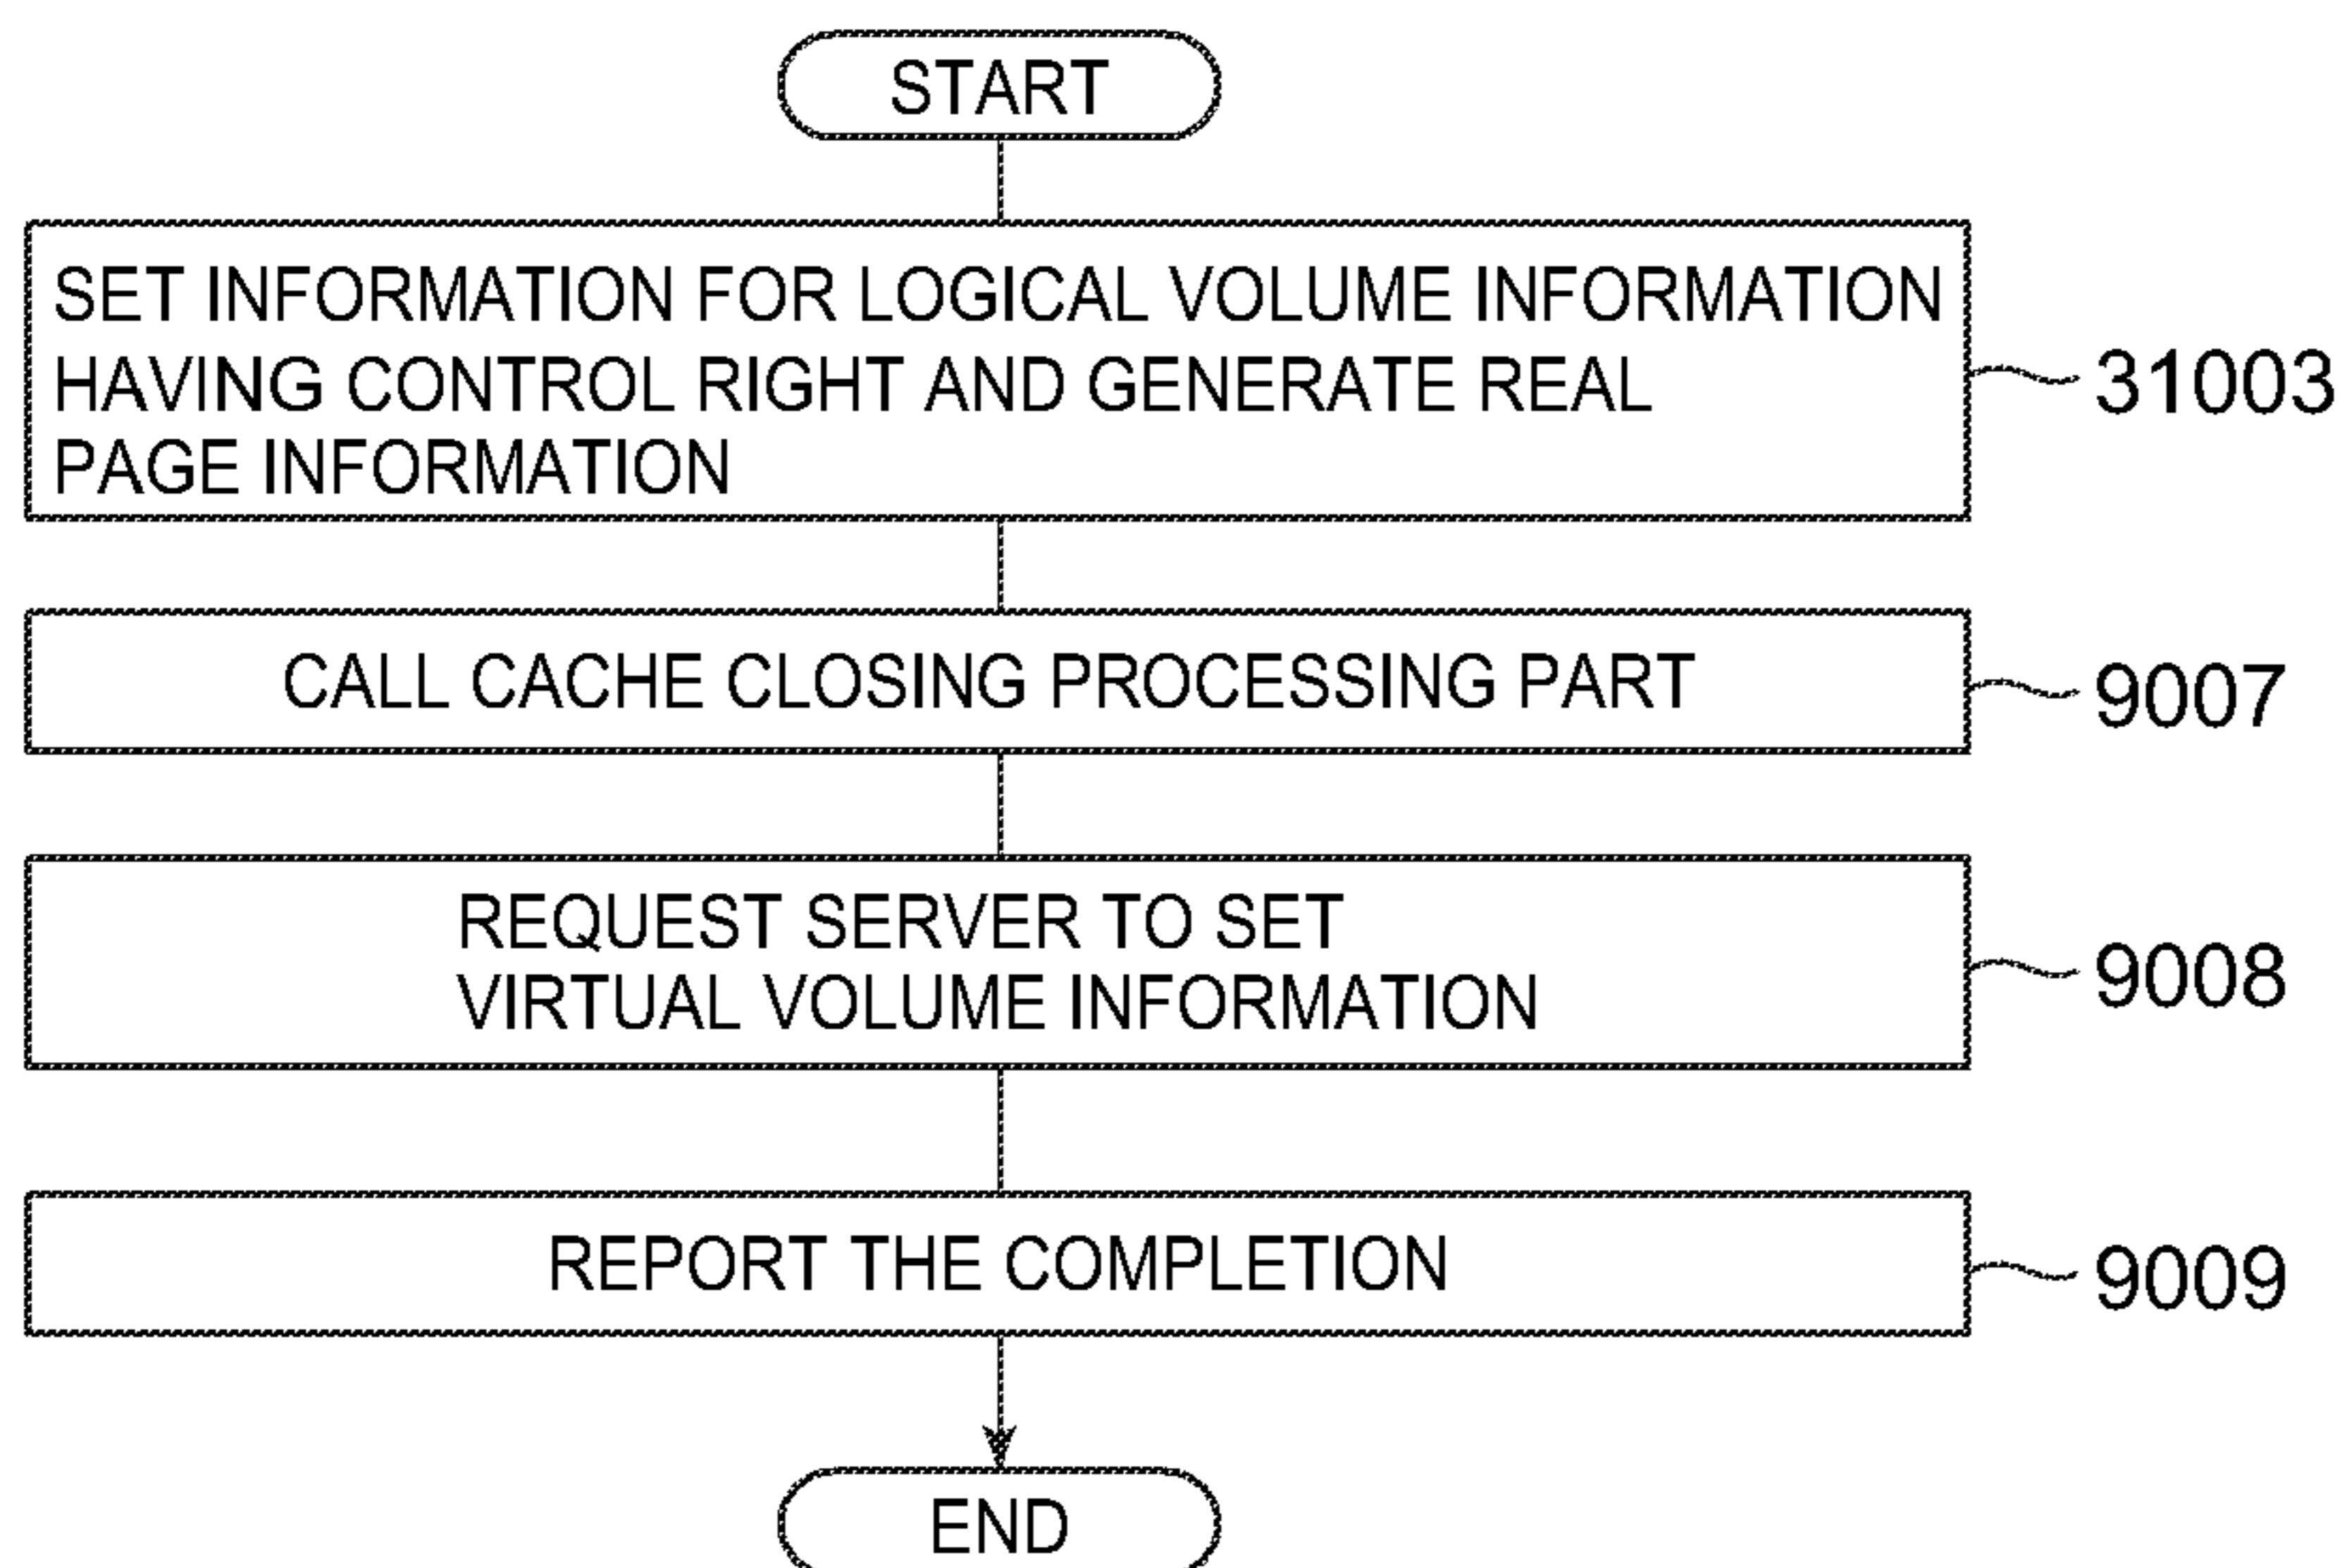 START
SET INFORMATION FOR LOGICAL VOLUME INFORMATION
HAVING CONTROL RIGHT AND GENERATE REAL
PAGE INFORMATION
31003
CALL CACHE CLOSING PROCESSING PART
9007
REQUEST SERVER TO SET
VIRTUAL VOLUME INFORMATION
9008
REPORT THE COMPLETION
9009
END